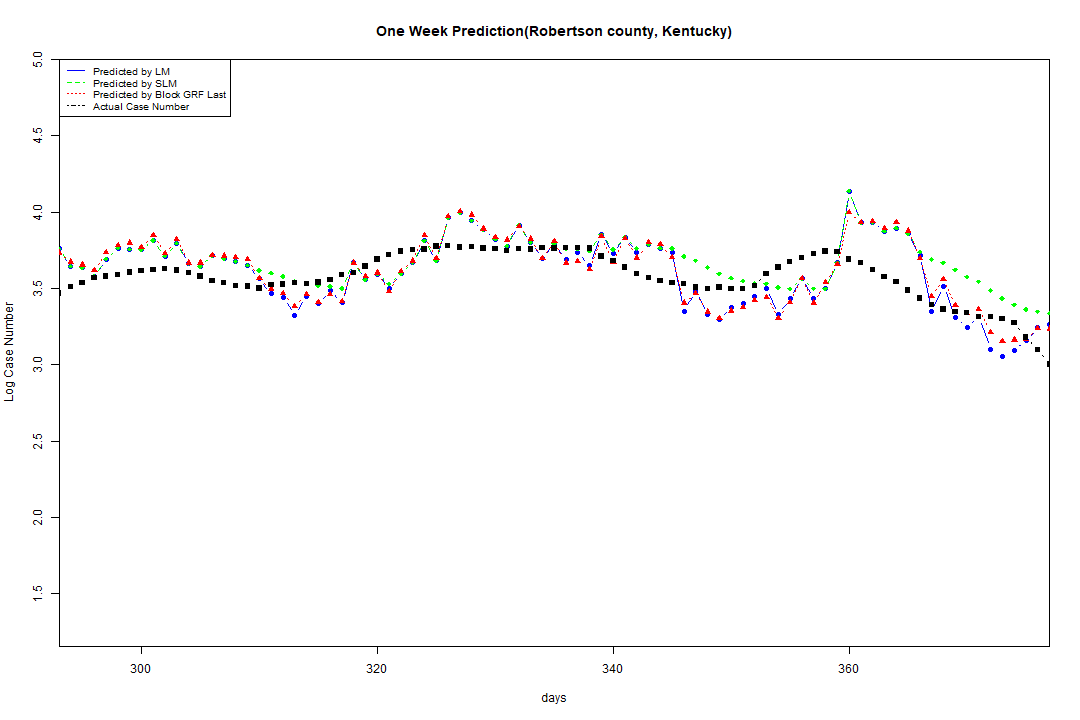 One Week Prediction(Robertson county, Kentucky)
Predicted by LM
Predicted by SLM
Predicted by Block GRF Last
Actual Case Number
5.0
4.5
4.0
3.5
3.0
2.5
2.0
1.5
Log Case Number
300 320 340 360
days